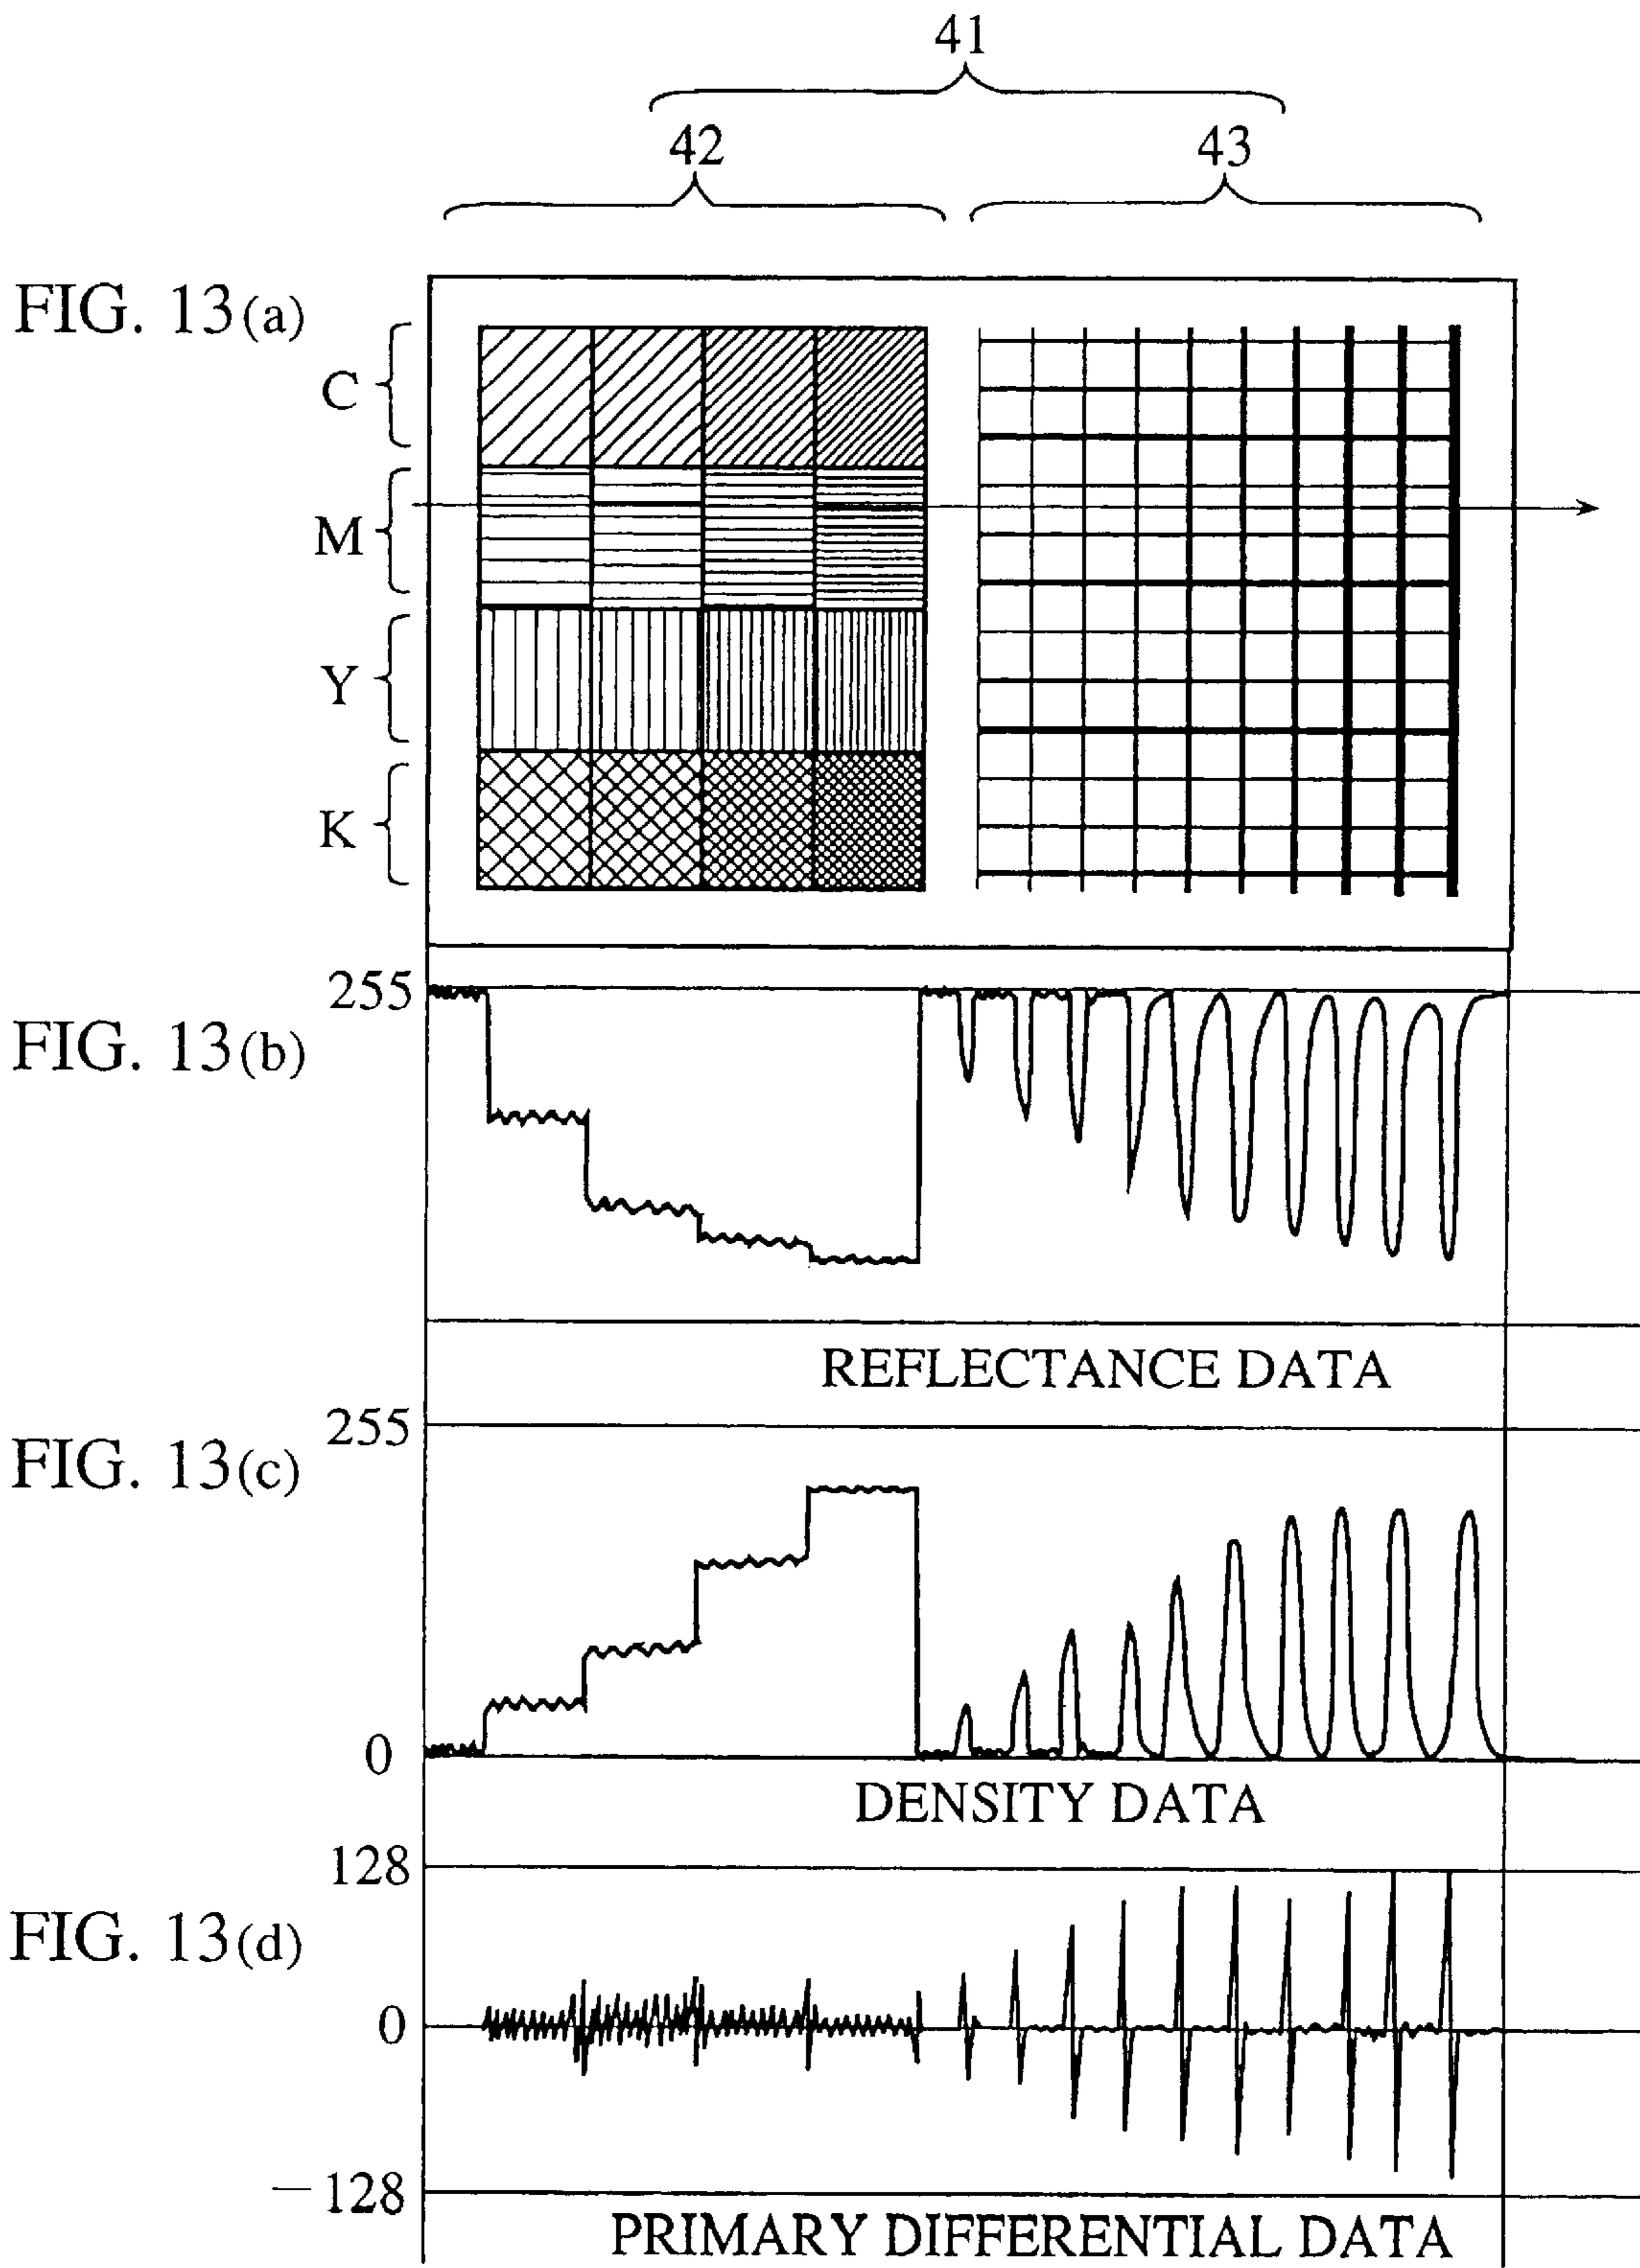 41
42 43
FIG. 13(a)
C
M
Y
K
255
FIG. 13(b)
REFLECTANCE DATA
255
FIG. 13(c)
0
DENSITY DATA
128
FIG. 13(d)
0
−128
PRIMARY DIFFERENTIAL DATA